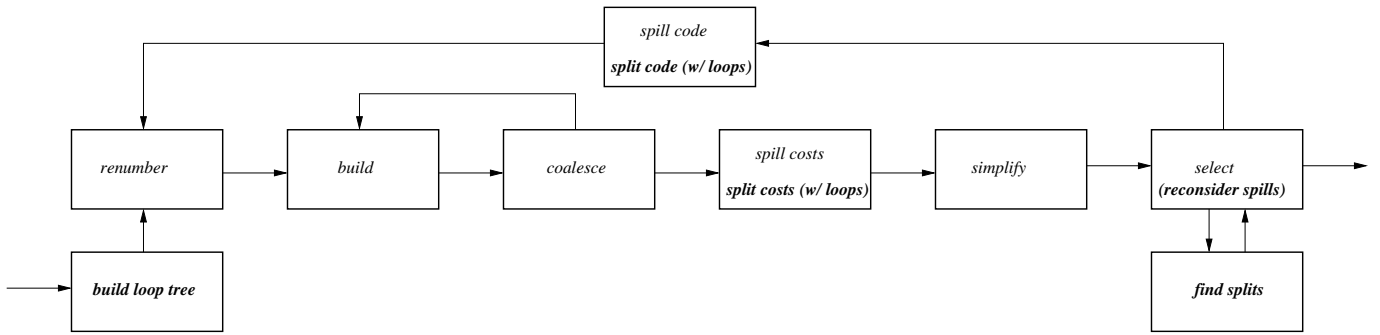 spill code
split code (w/ loops)
renumber
build
coalesce
spill costs
split costs (w/ loops)
simplify
select
(reconsider spills)
build loop tree
find splits